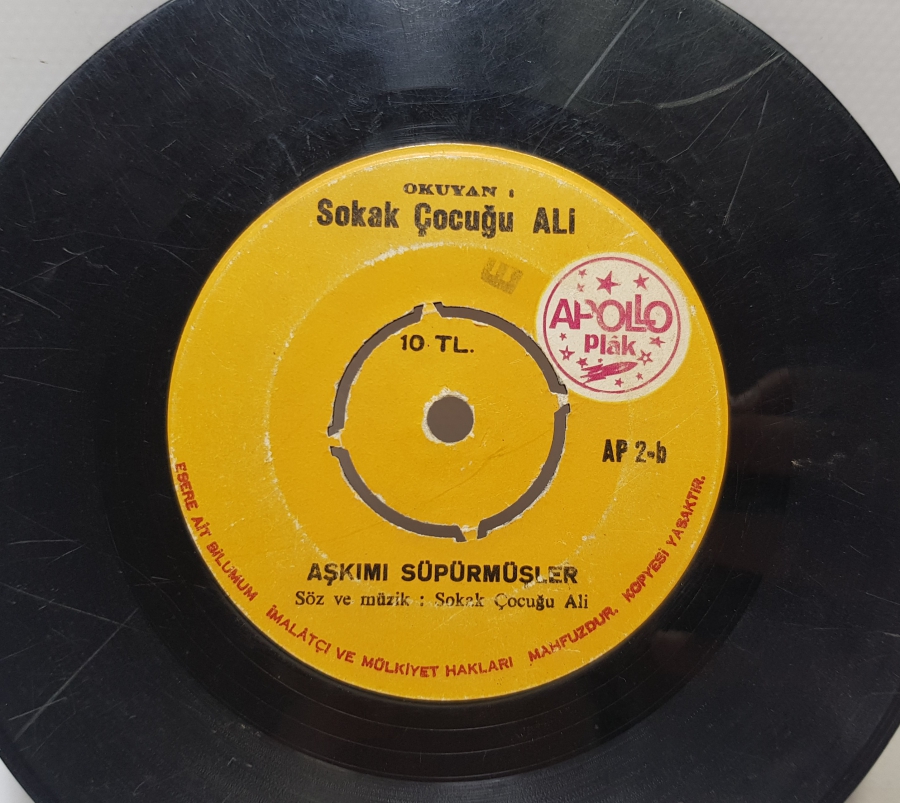 OKUYAN :
Sokak Çocuğu ALİ
E
APOLLO
plâk
10 TL.
AP 2-b
AŞKIMI SÜPÜRMÜŞLER
Söz ve müzik : Sokak Çocuğu Ali
ESERE AİT BİLUMUM İMALÂTÇI VE MÜLKİYET HAKLARI MAHFUZDUR. KOPYESİ YASAKTIR.